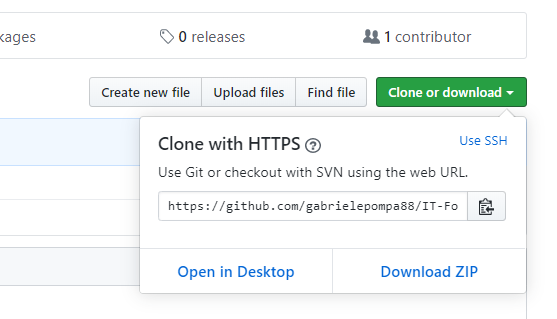 kages 0 releases 1 contributor
Create new file Upload files Find file Clone or download
Clone with HTTPS ? Use SSH
Use Git or checkout with SVN using the web URL.
https://github.com/gabrielepompa88/IT-Fo
Open in Desktop Download ZIP